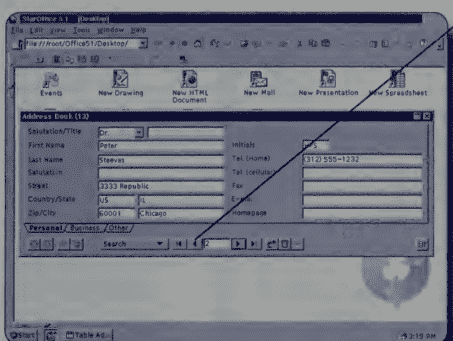 StarOffice 5.1 [Desktop]
File Edit View Tools Window Help
file:///root/Office51/Desktop/
Events New Drawing New HTML Document New Mail New Presentation New Spreadsheet
Address Book (13)
Salutation/Title Dr.
First Name Peter Initials
Last Name Steevas Tel. (Home) (312) 555-1232
Salutation Tel. (cellular)
Street 3333 Republic Fax
Country/State US IL E-mail
Zip/City 60001 Chicago Homepage
Personal / Business / Other
Search 2
Start Table Ad... 3:19 PM